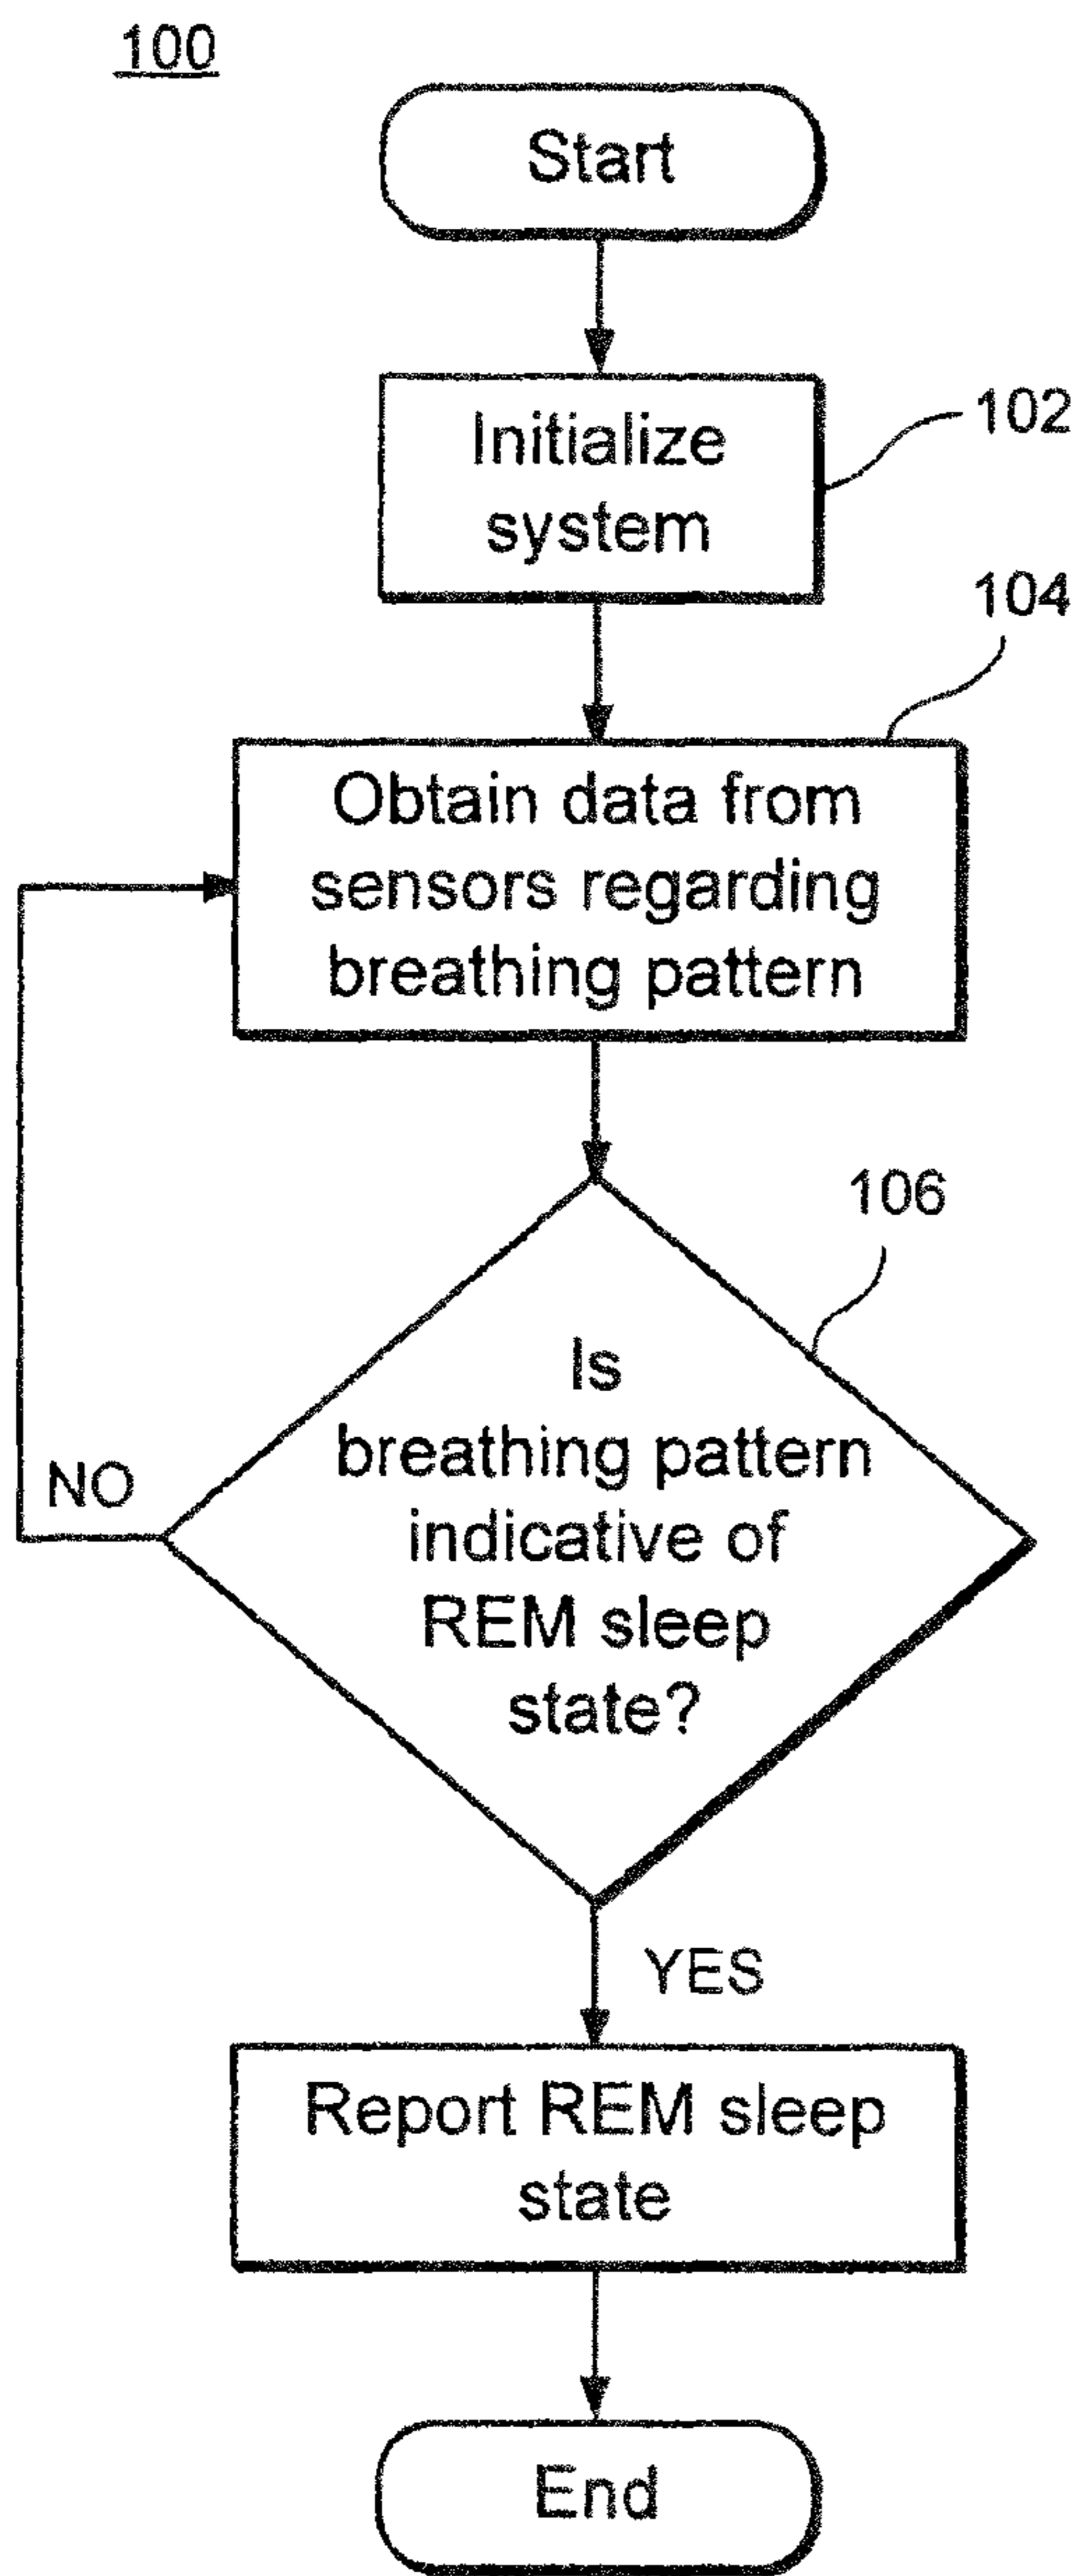 100
Start
Initialize
system
102
104
Obtain data from
sensors regarding
breathing pattern
106
Is
breathing pattern
indicative of
REM sleep
state?
NO
YES
Report REM sleep
state
End